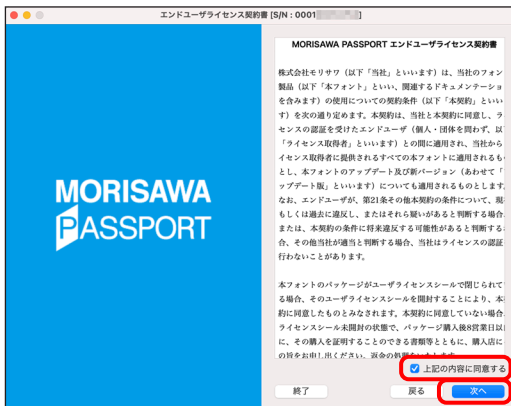 エンドユーザライセンス契約書 [S/N : 0001 ]
MORISAWA
PASSPORT
MORISAWA PASSPORT エンドユーザライセンス契約書
株式会社モリサワ（以下「当社」といいます）は、当社のフォン
製品（以下「本フォント」といい、関連するドキュメンテーショ
を含みます）の使用についての契約条件（以下「本契約」といい
す）を次の通り定めます。本契約は、当社と本契約に同意し、ラ
センスの認証を受けたエンドユーザ（個人・団体を問わず、以
「ライセンス取得者」といいます）との間に適用され、当社から
イセンス取得者に提供されるすべての本フォントに適用されるも
とし、本フォントのアップデート及び新バージョン（あわせて「
ップデート版」といいます）についても適用されるものとします。
なお、エンドユーザが、第21条その他本契約の条件について、現
もしくは過去に違反し、またはそれら疑いがあると判断する場合、
または、本契約の条件に将来違反する可能性があると判断する
合、その他当社が適当と判断する場合、当社はライセンスの認証
行わないことがあります。
本フォントのパッケージがユーザライセンスシールで閉じられて
る場合、そのユーザライセンスシールを開封することにより、本
約に同意したものとみなされます。本契約に同意していない場合
ライセンスシール未開封の状態で、パッケージ購入後8営業日以
に、その購入を証明することのできる書類等とともに、購入店に
の旨をお申し出ください。返金の処理をいたします
上記の内容に同意する
終了
戻る
次へ